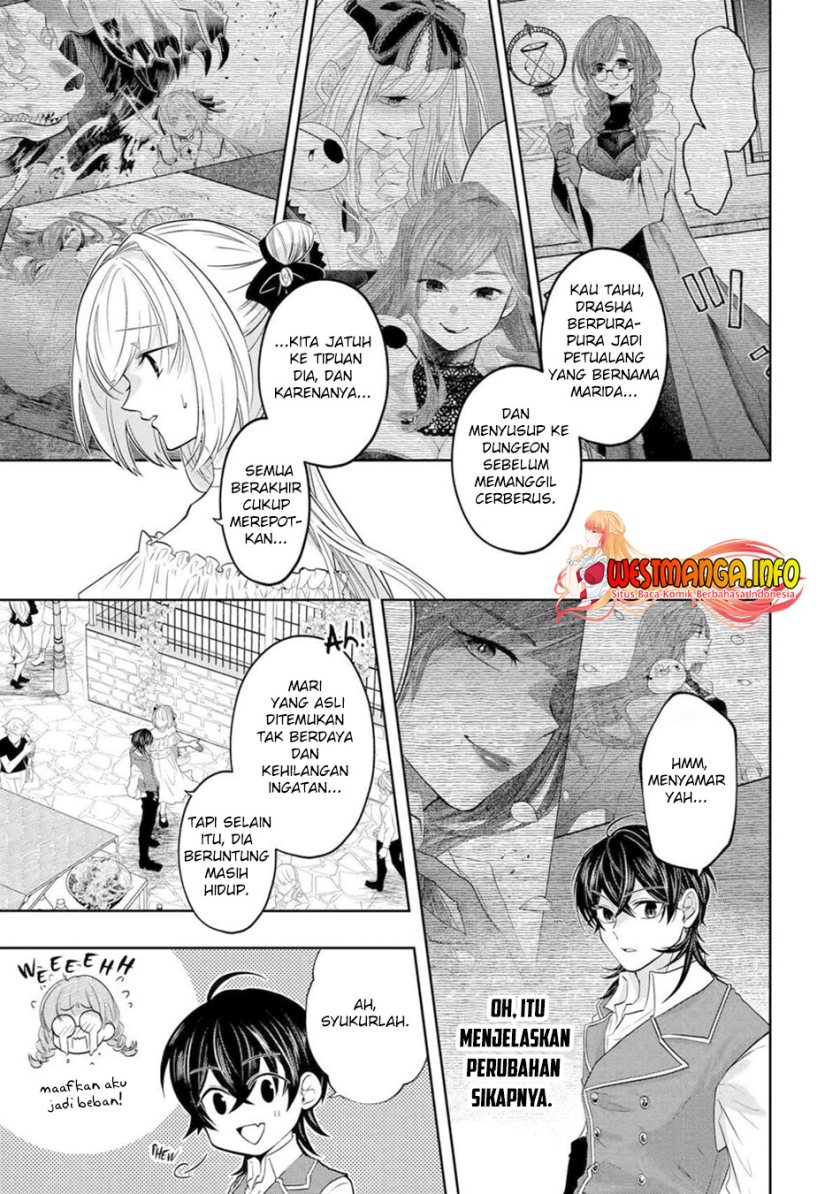 KAU TAHU,
DRASHA
BERPURA-
PURA JADI
PETUALANG
YANG BERNAMA
MARIDA...
DAN
MENYUSUP KE
DUNGEON
SEBELUM
MEMANGGIL
CERBERUS.
...KITA JATUH
KE TIPUAN
DIA, DAN
KARENANYA...
SEMUA
BERAKHIR
CUKUP
MEREPOT-
KAN...
WESTMANGA.INFO
Situs Baca Komik Berbahasa Indonesia
HMM,
MENYAMAR
YAH...
OH, ITU
MENJELASKAN
PERUBAHAN
SIKAPNYA.
Ah!
MARI
YANG ASLI
DITEMUKAN
TAK BERDAYA
DAN
KEHILANGAN
INGATAN...
TAPI SELAIN
ITU, DIA
BERUNTUNG
MASIH
HIDUP.
AH,
SYUKURLAH.
PHEW
WEEEEHH
maafkan aku
jadi beban!